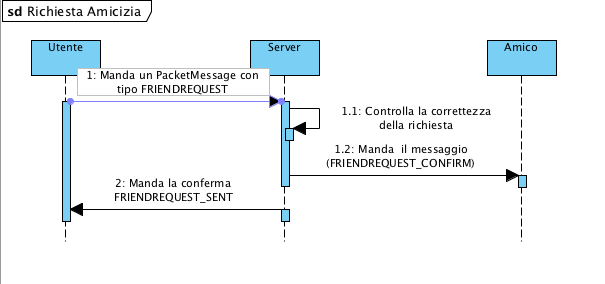 sd Richiesta Amicizia
Utente
Server
Amico
1: Manda un PacketMessage con
tipo FRIENDREQUEST
1.1: Controlla la correttezza
della richiesta
1.2: Manda  il messaggio
(FRIENDREQUEST_CONFIRM)
2: Manda la conferma
FRIENDREQUEST_SENT